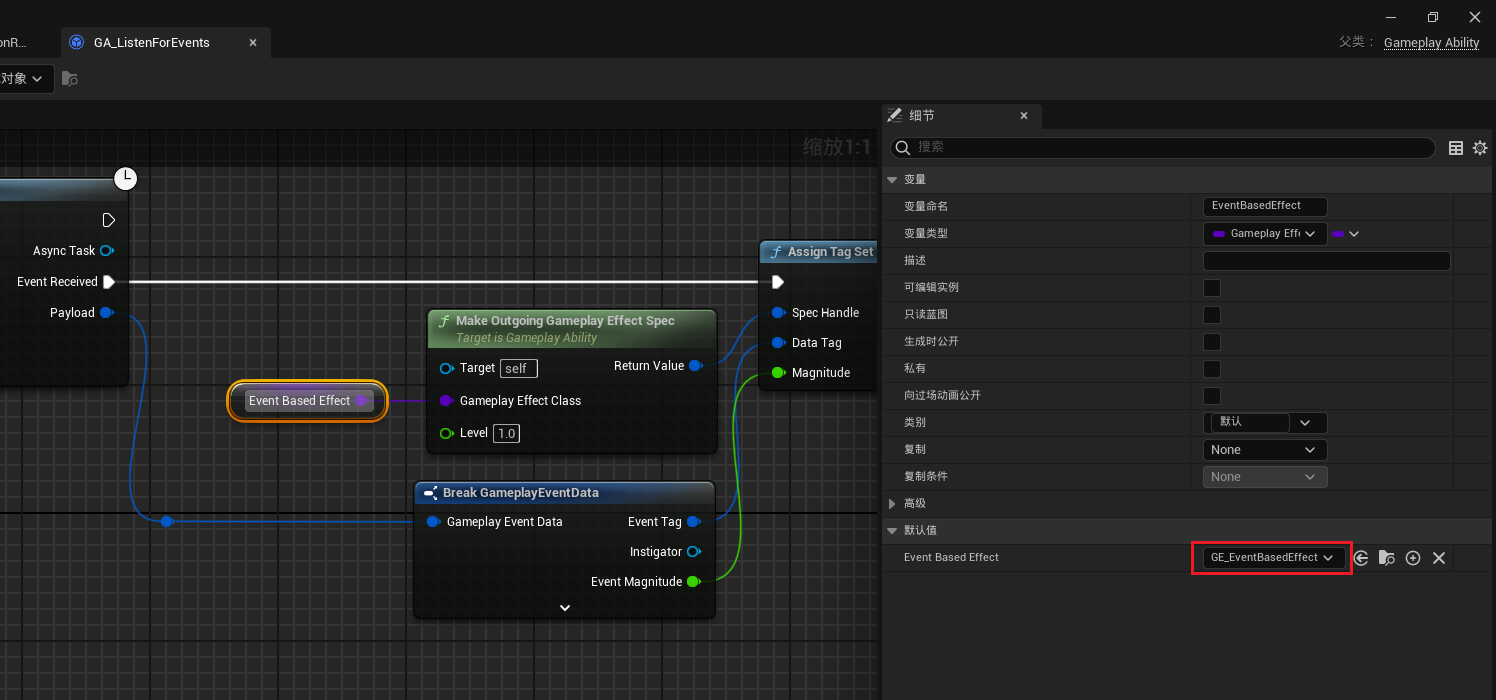 onR...
GA_ListenForEvents
父类：
Gameplay Ability
对象
缩放1:1
Async Task
Event Received
Payload
Event Based Effect
Make Outgoing Gameplay Effect Spec
Target is Gameplay Ability
Target
self
Return Value
Gameplay Effect Class
Level
1.0
Assign Tag Set
Spec Handle
Data Tag
Magnitude
Break GameplayEventData
Gameplay Event Data
Event Tag
Instigator
Event Magnitude
细节
搜索
变量
变量命名
EventBasedEffect
变量类型
Gameplay Effe
描述
可编辑实例
只读蓝图
生成时公开
私有
向过场动画公开
类别
默认
复制
None
复制条件
None
高级
默认值
Event Based Effect
GE_EventBasedEffect